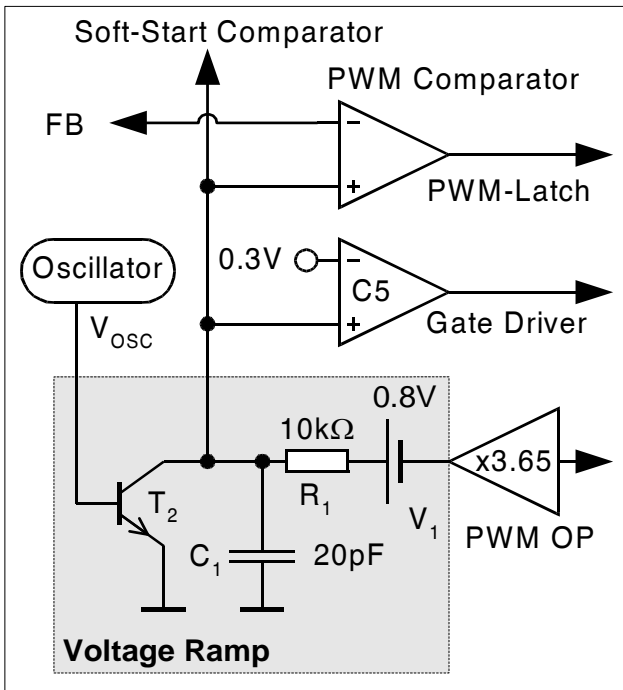 Soft-Start Comparator
PWM Comparator
FB
−
+
PWM-Latch
Oscillator
0.3V
−
C5
+
Gate Driver
VOSC
0.8V
10kΩ
x3.65
T2
R1
V1
PWM OP
C1
20pF
Voltage Ramp